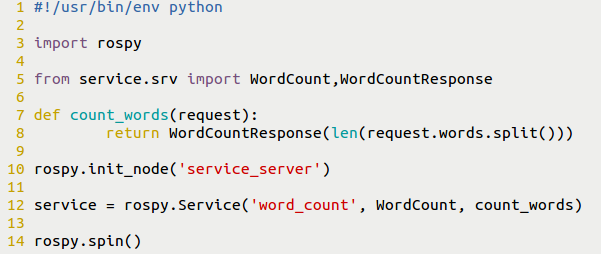 1 #!/usr/bin/env python
2
3 import rospy
4
5 from service.srv import WordCount,WordCountResponse
6
7 def count_words(request):
8         return WordCountResponse(len(request.words.split()))
9
10 rospy.init_node('service_server')
11
12 service = rospy.Service('word_count', WordCount, count_words)
13
14 rospy.spin()